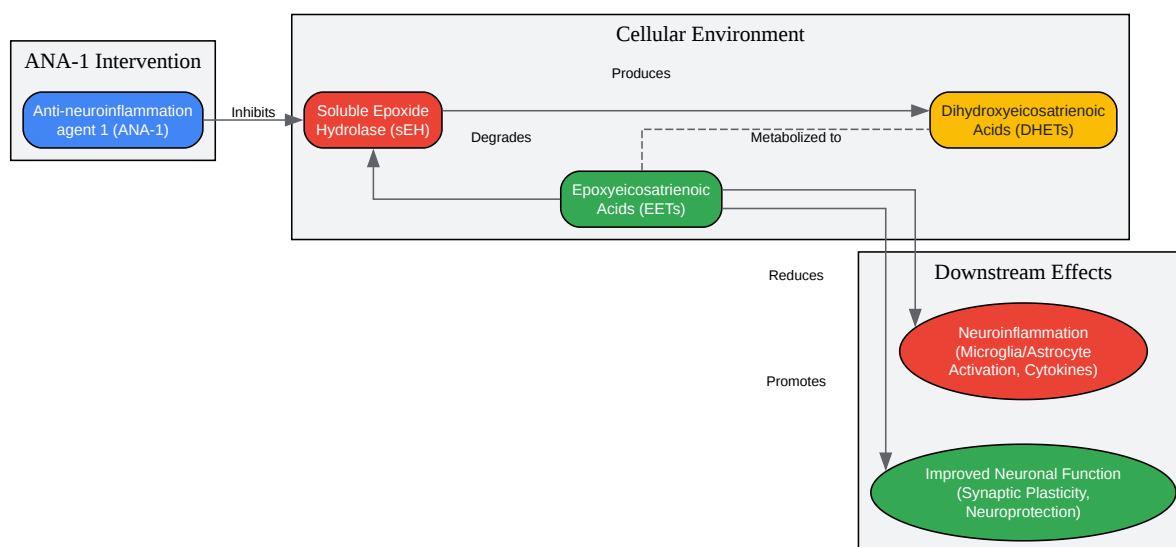 ANA-1 Intervention
Anti-neuroinflammation
agent 1 (ANA-1)
Inhibits
Cellular Environment
Produces
Soluble Epoxide
Hydrolase (sEH)
Dihydroxyeicosatrienoic
Acids (DHETs)
Degrades
Metabolized to
Epoxyeicosatrienoic
Acids (EETs)
Reduces
Downstream Effects
Neuroinflammation
(Microglia/Astrocyte
Activation, Cytokines)
Promotes
Improved Neuronal Function
(Synaptic Plasticity,
Neuroprotection)